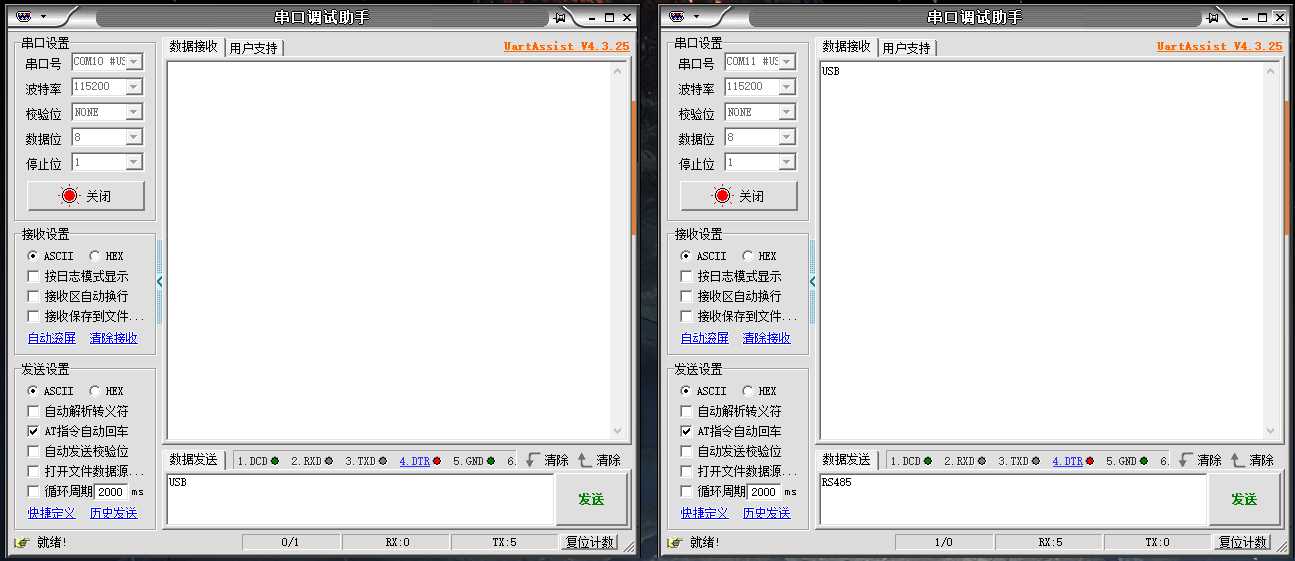 串口调试助手
串口设置
串口号 COM10 #US
波特率 115200
校验位 NONE
数据位 8
停止位 1
关闭
接收设置
ASCII HEX
按日志模式显示
接收区自动换行
接收保存到文件...
自动滚屏 清除接收
发送设置
ASCII HEX
自动解析转义符
AT指令自动回车
自动发送校验位
打开文件数据源...
循环周期 2000 ms
快捷定义 历史发送
数据接收 用户支持 UartAssist V4.3.25
数据发送 1.DCD 2.RXD 3.TXD 4.DTR 5.GND 6. 清除 清除
USB
发送
就绪! 0/1 RX:0 TX:5 复位计数
串口调试助手
串口设置
串口号 COM11 #US
波特率 115200
校验位 NONE
数据位 8
停止位 1
关闭
接收设置
ASCII HEX
按日志模式显示
接收区自动换行
接收保存到文件...
自动滚屏 清除接收
发送设置
ASCII HEX
自动解析转义符
AT指令自动回车
自动发送校验位
打开文件数据源...
循环周期 2000 ms
快捷定义 历史发送
数据接收 用户支持 UartAssist V4.3.25
USB
数据发送 1.DCD 2.RXD 3.TXD 4.DTR 5.GND 6. 清除 清除
RS485
发送
就绪! 1/0 RX:5 TX:0 复位计数